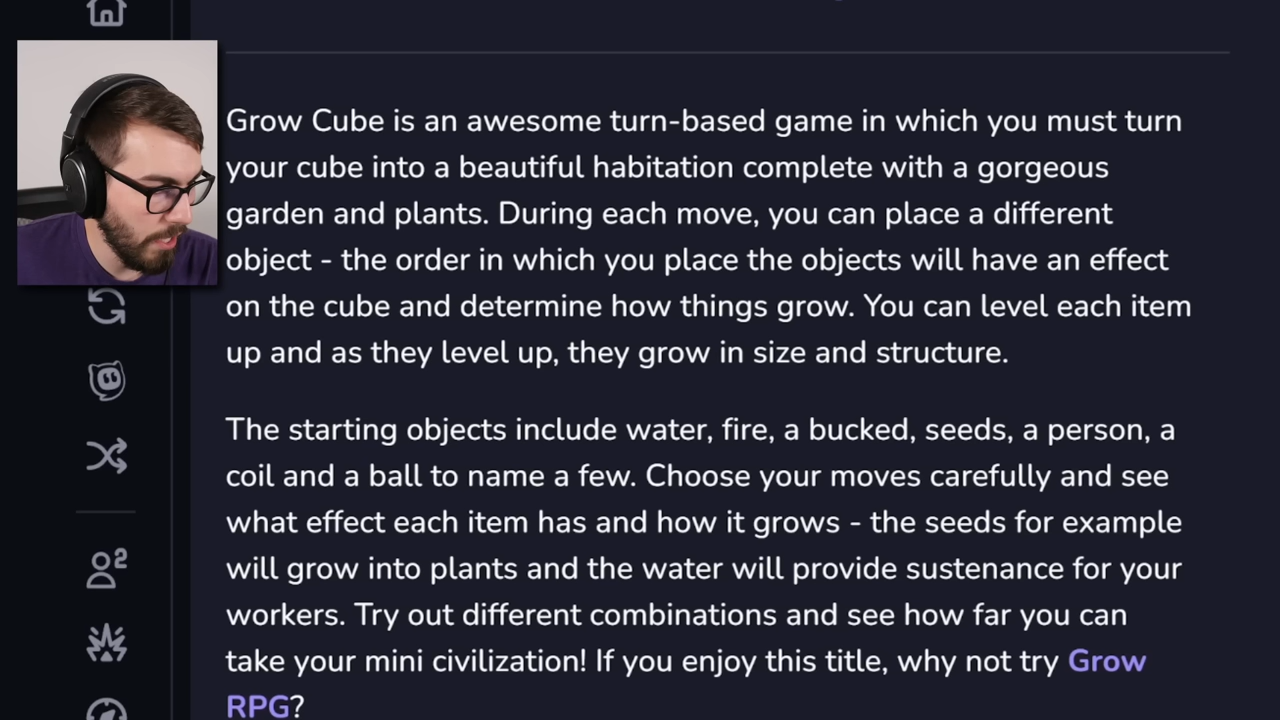 Grow Cube is an awesome turn-based game in which you must turn
your cube into a beautiful habitation complete with a gorgeous
garden and plants. During each move, you can place a different
object - the order in which you place the objects will have an effect
on the cube and determine how things grow. You can level each item
up and as they level up, they grow in size and structure.
The starting objects include water, fire, a bucked, seeds, a person, a
coil and a ball to name a few. Choose your moves carefully and see
what effect each item has and how it grows - the seeds for example
will grow into plants and the water will provide sustenance for your
workers. Try out different combinations and see how far you can
take your mini civilization! If you enjoy this title, why not try Grow
RPG?